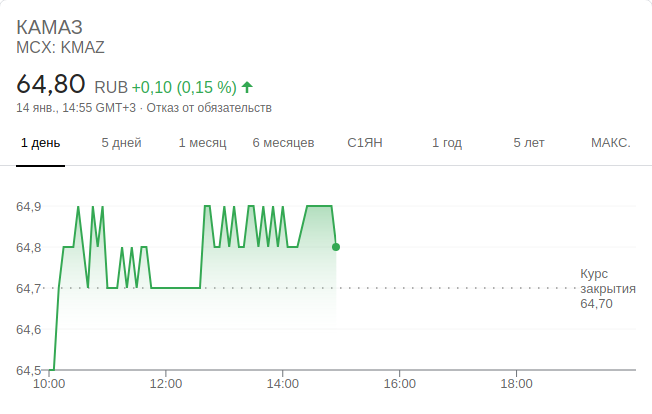 КАМАЗ
MCX: KMAZ
64,80 RUB +0,10 (0,15 %)
14 янв., 14:55 GMT+3 · Отказ от обязательств
1 день 5 дней 1 месяц 6 месяцев С1ЯН 1 год 5 лет МАКС.
64,9
64,8
64,7
64,6
64,5
Курс
закрытия
64,70
10:00 12:00 14:00 16:00 18:00